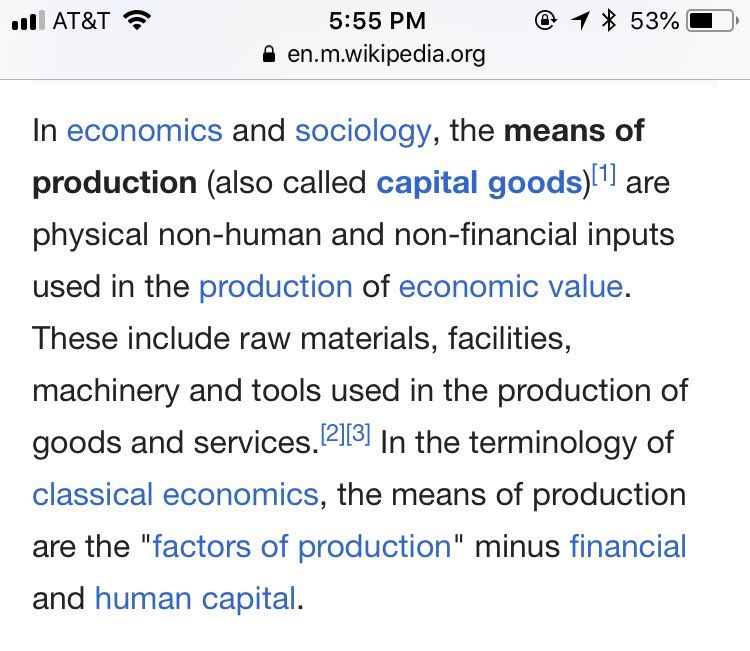 AT&T 5:55 PM 53%
en.m.wikipedia.org
In economics and sociology, the means of
production (also called capital goods)[1] are
physical non-human and non-financial inputs
used in the production of economic value.
These include raw materials, facilities,
machinery and tools used in the production of
goods and services.[2][3] In the terminology of
classical economics, the means of production
are the "factors of production" minus financial
and human capital.